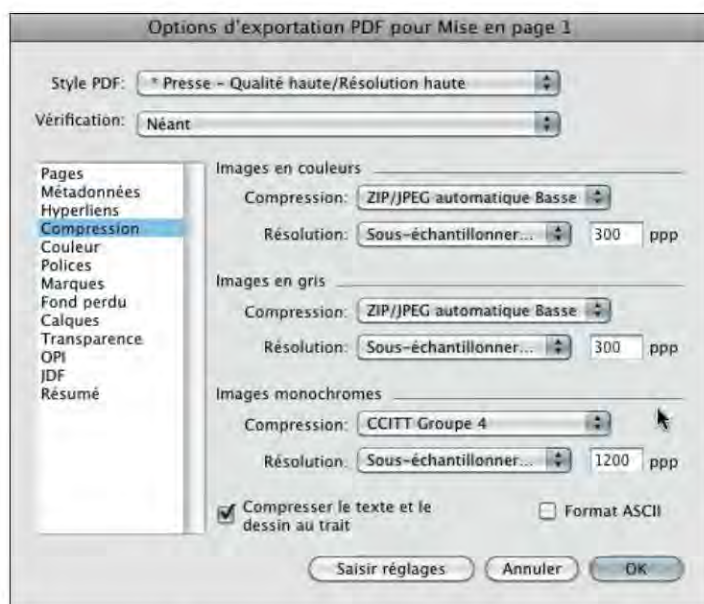 Options d'exportation PDF pour Mise en page 1
Style PDF: * Presse – Qualité haute/Résolution haute
Vérification: Néant
Pages
Métadonnées
Hyperliens
Compression
Couleur
Polices
Marques
Fond perdu
Calques
Transparence
OPI
JDF
Résumé
Images en couleurs
Compression: ZIP/JPEG automatique Basse
Résolution: Sous-échantillonner... 300 ppp
Images en gris
Compression: ZIP/JPEG automatique Basse
Résolution: Sous-échantillonner... 300 ppp
Images monochromes
Compression: CCITT Groupe 4
Résolution: Sous-échantillonner... 1200 ppp
Compresser le texte et le
dessin au trait
Format ASCII
Saisir réglages Annuler OK